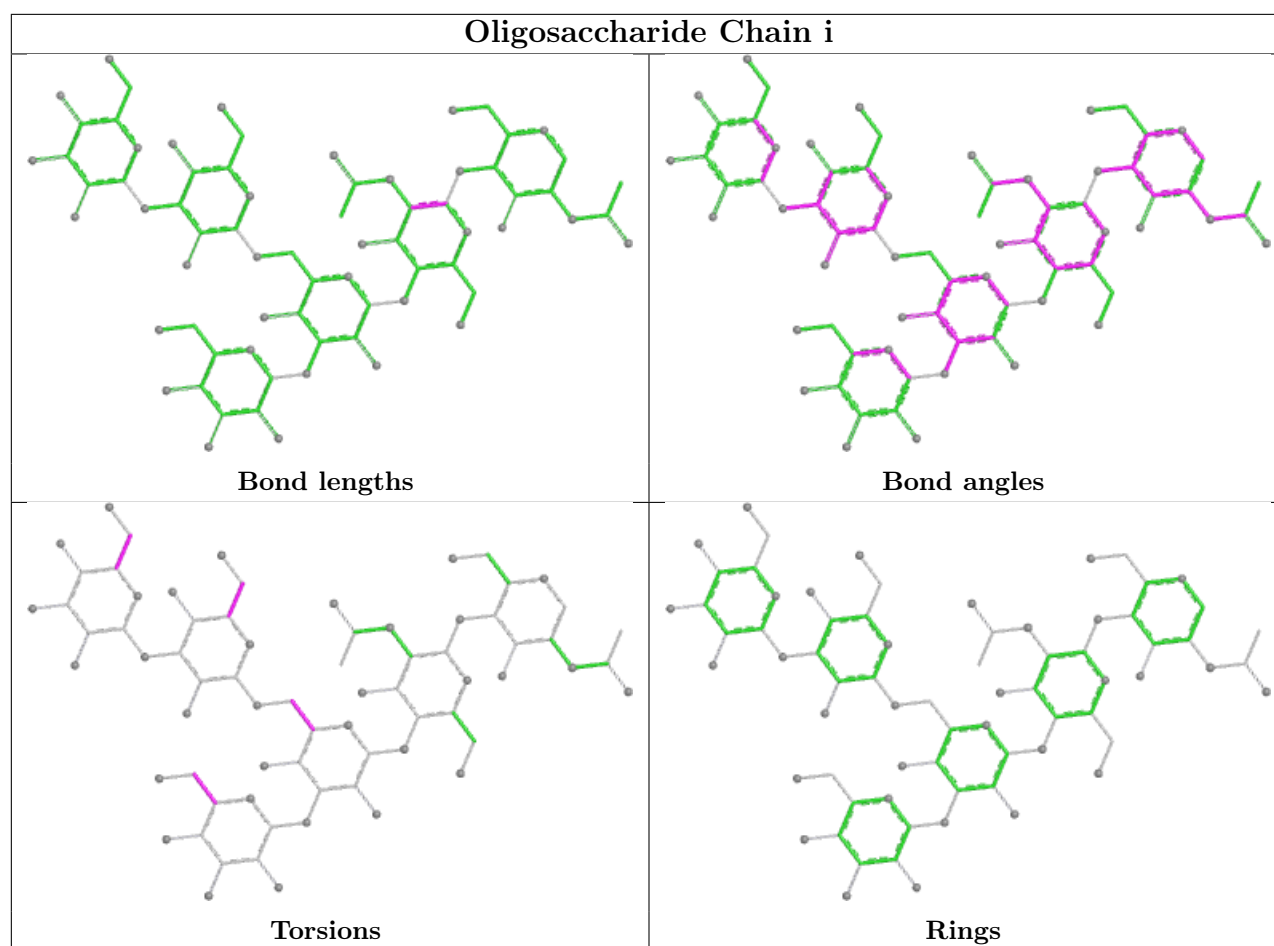 Oligosaccharide Chain i
Bond lengths
Bond angles
Torsions
Rings